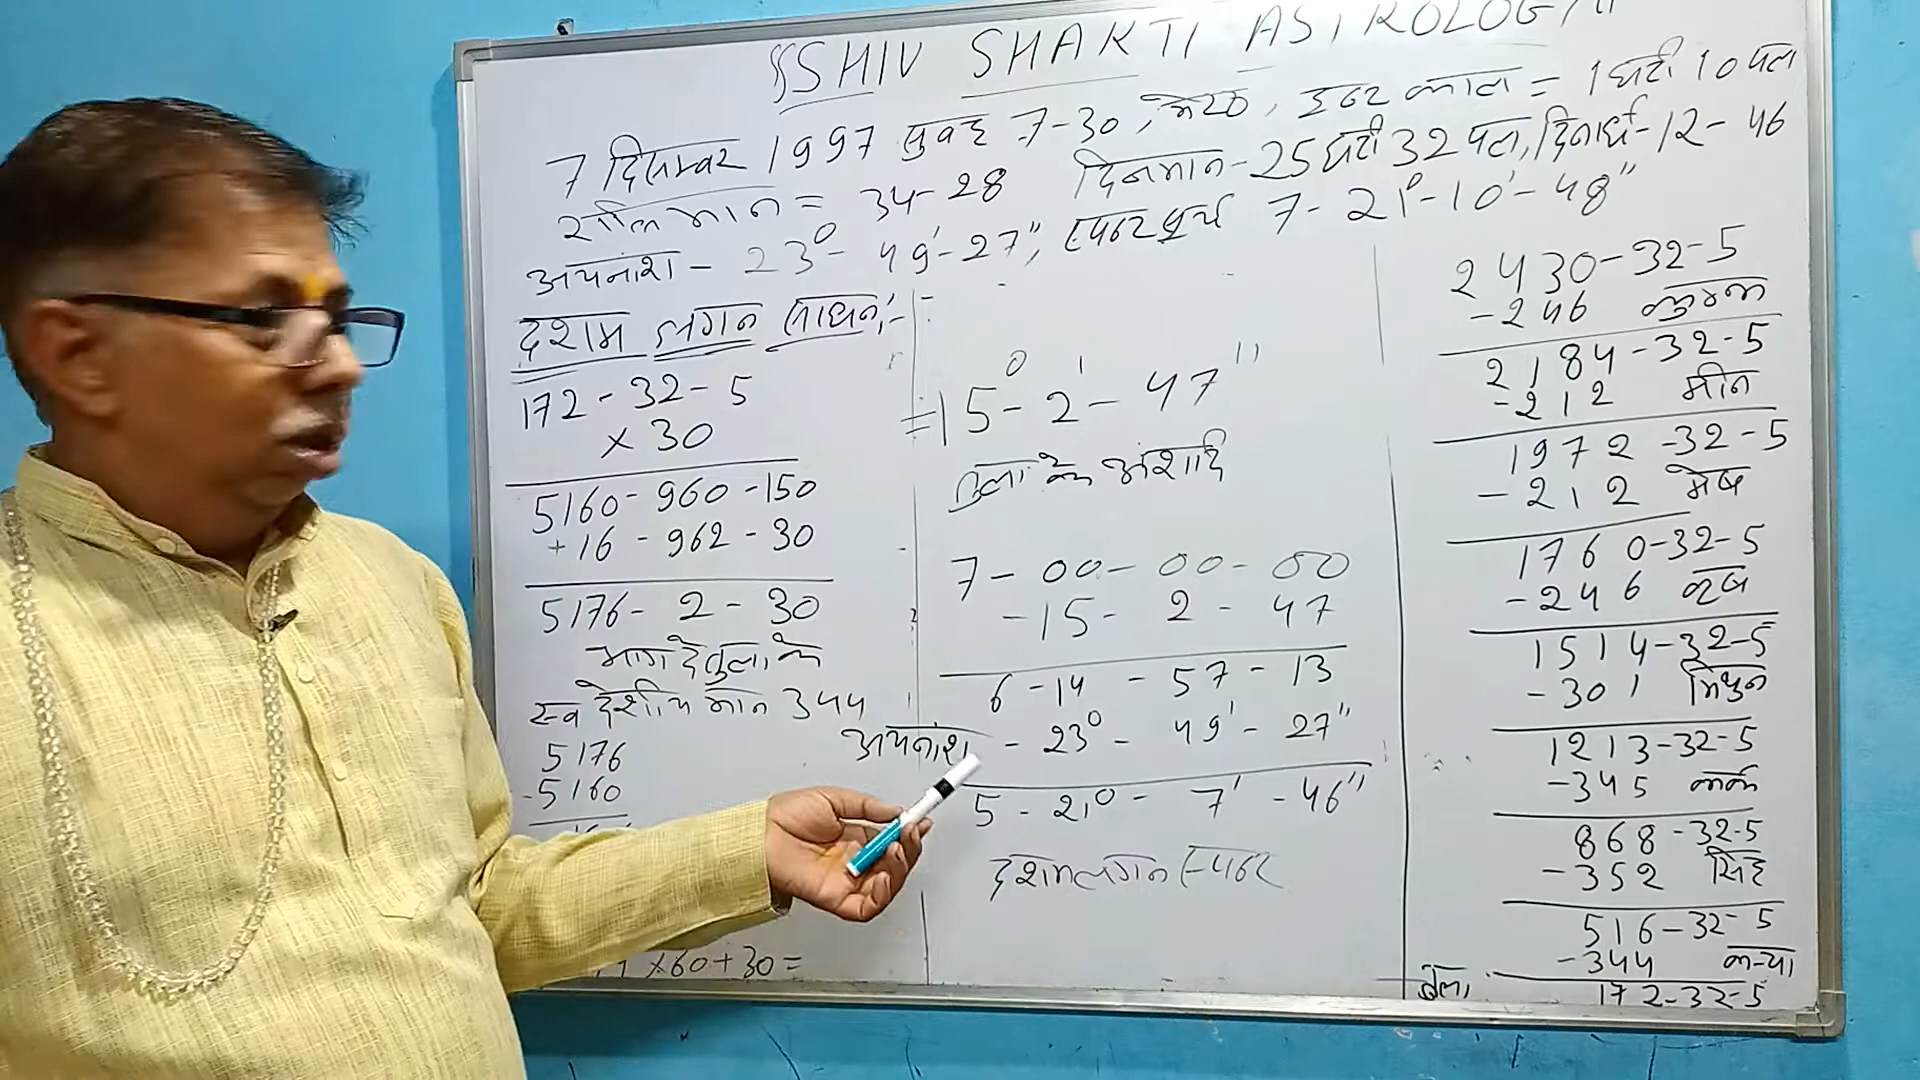 SHIV SHAKTI ASTROLOGY
7 दिसम्बर 1997 सुबह 7-30, मेरठ, इष्ट काल = 1 घटी 10 पल
रात्रिमान = 34-28 दिनमान - 25 घटी 32 पल, दिनार्ध - 12 - 46
अयनांश - 23° - 49' - 27", स्पष्ट सूर्य 7 - 21° - 10' - 48"
दशम लगन साधन :-
172 - 32 - 5
× 30
5160 - 960 - 150
+ 16 - 962 - 30
5176 - 2 - 30
भाग दे तुला के
स्व देशीय मान 344
5176
-5160
×60+30=
= 15° - 2' - 47"
तुला के अंशादि
7 - 00 - 00 - 00
- 15 - 2 - 47
6 - 14 - 57 - 13
अयनांश - 23° - 49' - 27"
5 - 21° - 7' - 46"
दशम लगन स्पष्ट
2430 - 32 - 5
- 246 कुम्भ
2184 - 32 - 5
- 212 मीन
1972 - 32 - 5
- 212 मेष
1760 - 32 - 5
- 246 वृष
1514 - 32 - 5
- 301 मिथुन
1213 - 32 - 5
- 345 कर्क
868 - 32 - 5
- 352 सिंह
516 - 32 - 5
- 344 कन्या
तुला 172 - 32 - 5